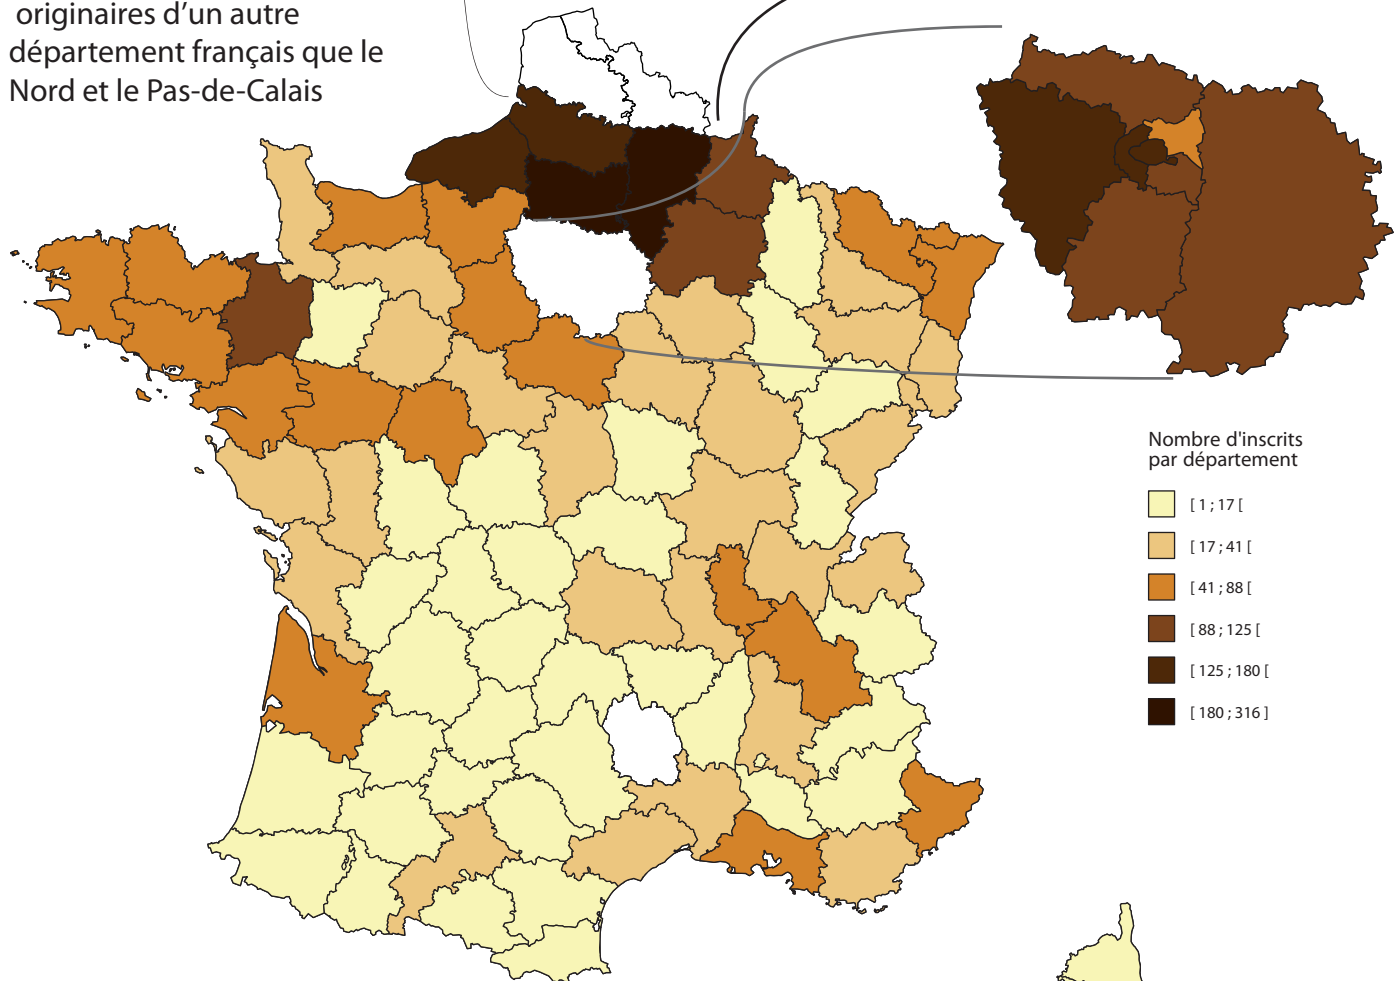 originaires d’un autre
département français que le
Nord et le Pas-de-Calais
Nombre d'inscrits
par département
[ 1 ; 17 [
[ 17 ; 41 [
[ 41 ; 88 [
[ 88 ; 125 [
[ 125 ; 180 [
[ 180 ; 316 ]